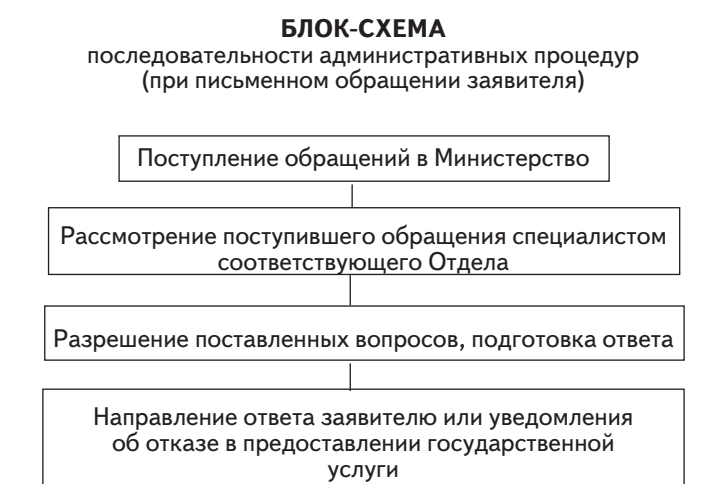 БЛОК-СХЕМА
последовательности административных процедур
(при письменном обращении заявителя)
Поступление обращений в Министерство
Рассмотрение поступившего обращения специалистом
соответствующего Отдела
Разрешение поставленных вопросов, подготовка ответа
Направление ответа заявителю или уведомления
об отказе в предоставлении государственной
услуги